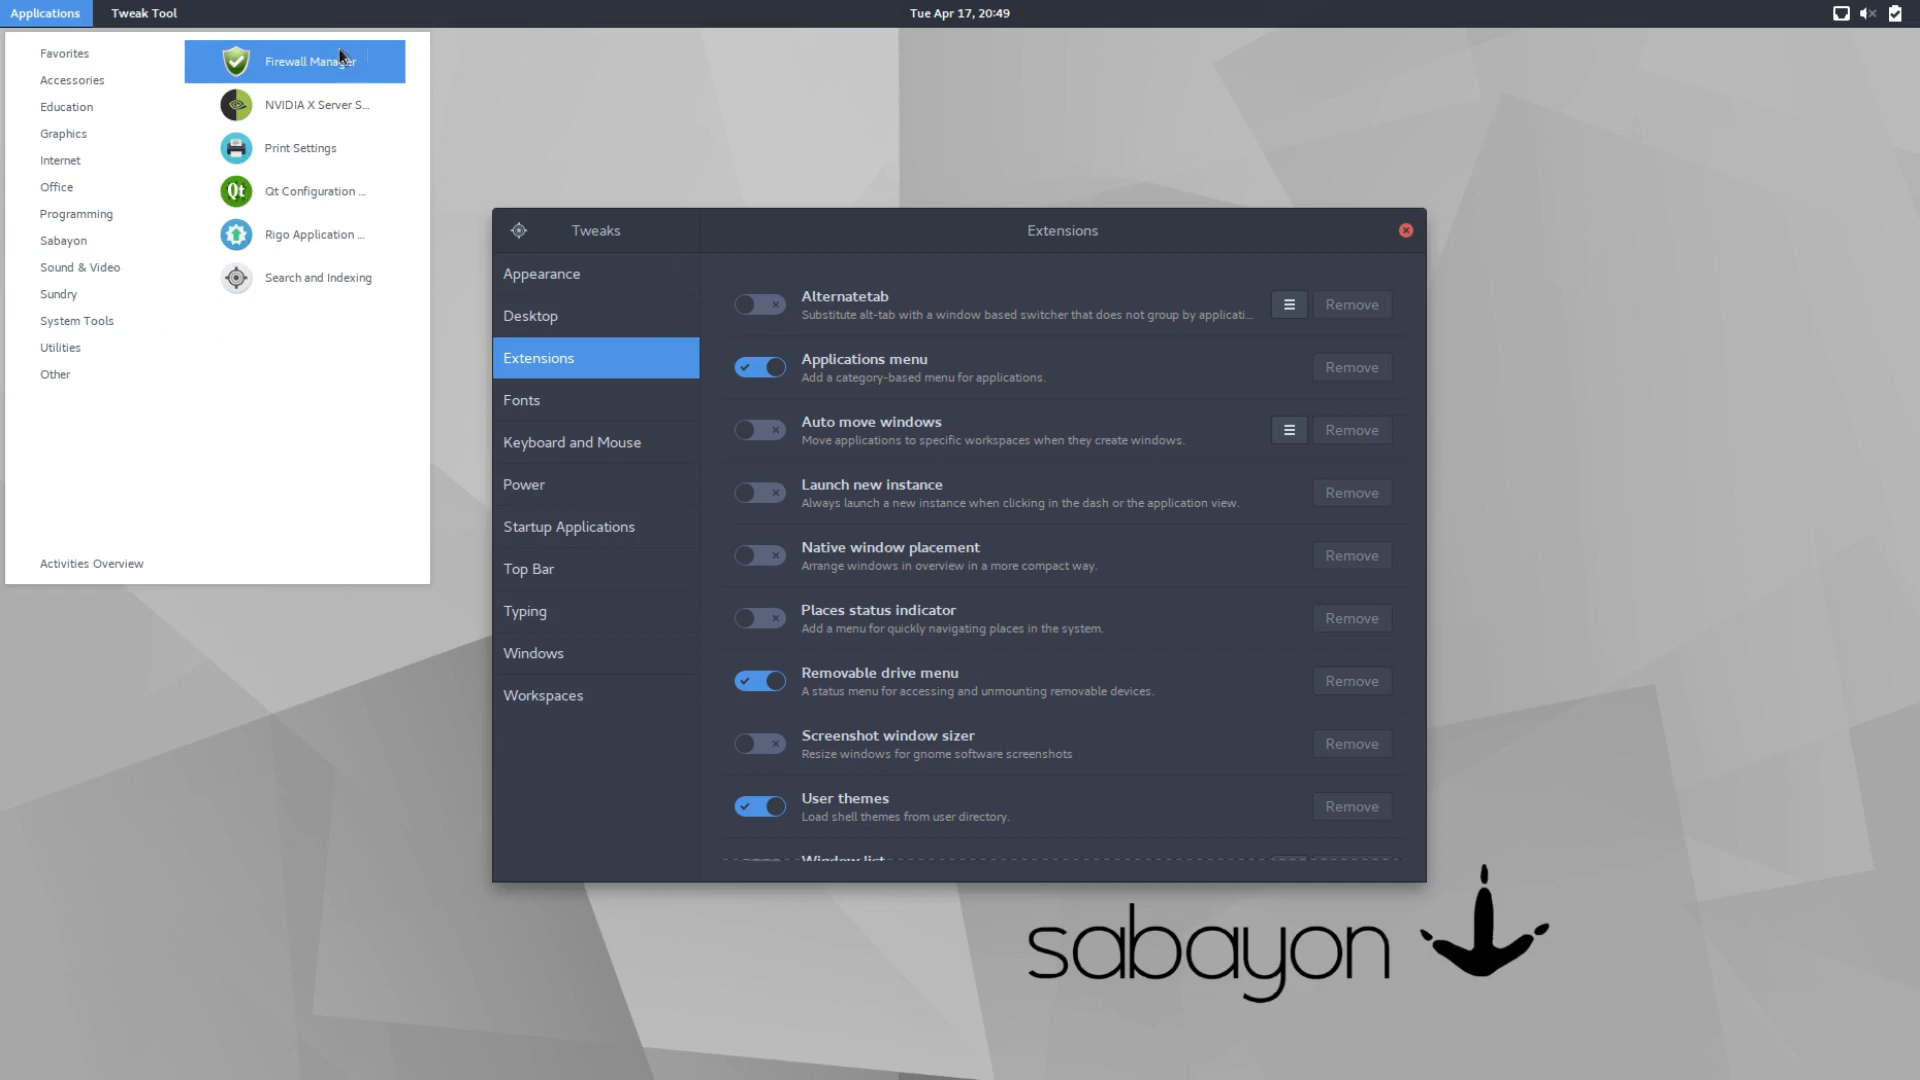 Applications
Tweak Tool
Tue Apr 17, 20:49
Favorites
Accessories
Education
Graphics
Internet
Office
Programming
Sabayon
Sound & Video
Sundry
System Tools
Utilities
Other
Activities Overview
Firewall Manager
NVIDIA X Server S...
Print Settings
Qt
Qt Configuration ...
Rigo Application ...
Search and Indexing
Tweaks
Appearance
Desktop
Extensions
Fonts
Keyboard and Mouse
Power
Startup Applications
Top Bar
Typing
Windows
Workspaces
Extensions
Alternatetab
Substitute alt-tab with a window based switcher that does not group by applicati...
Remove
Applications menu
Add a category-based menu for applications.
Remove
Auto move windows
Move applications to specific workspaces when they create windows.
Remove
Launch new instance
Always launch a new instance when clicking in the dash or the application view.
Remove
Native window placement
Arrange windows in overview in a more compact way.
Remove
Places status indicator
Add a menu for quickly navigating places in the system.
Remove
Removable drive menu
A status menu for accessing and unmounting removable devices.
Remove
Screenshot window sizer
Resize windows for gnome software screenshots
Remove
User themes
Load shell themes from user directory.
Remove
Window list
sabayon